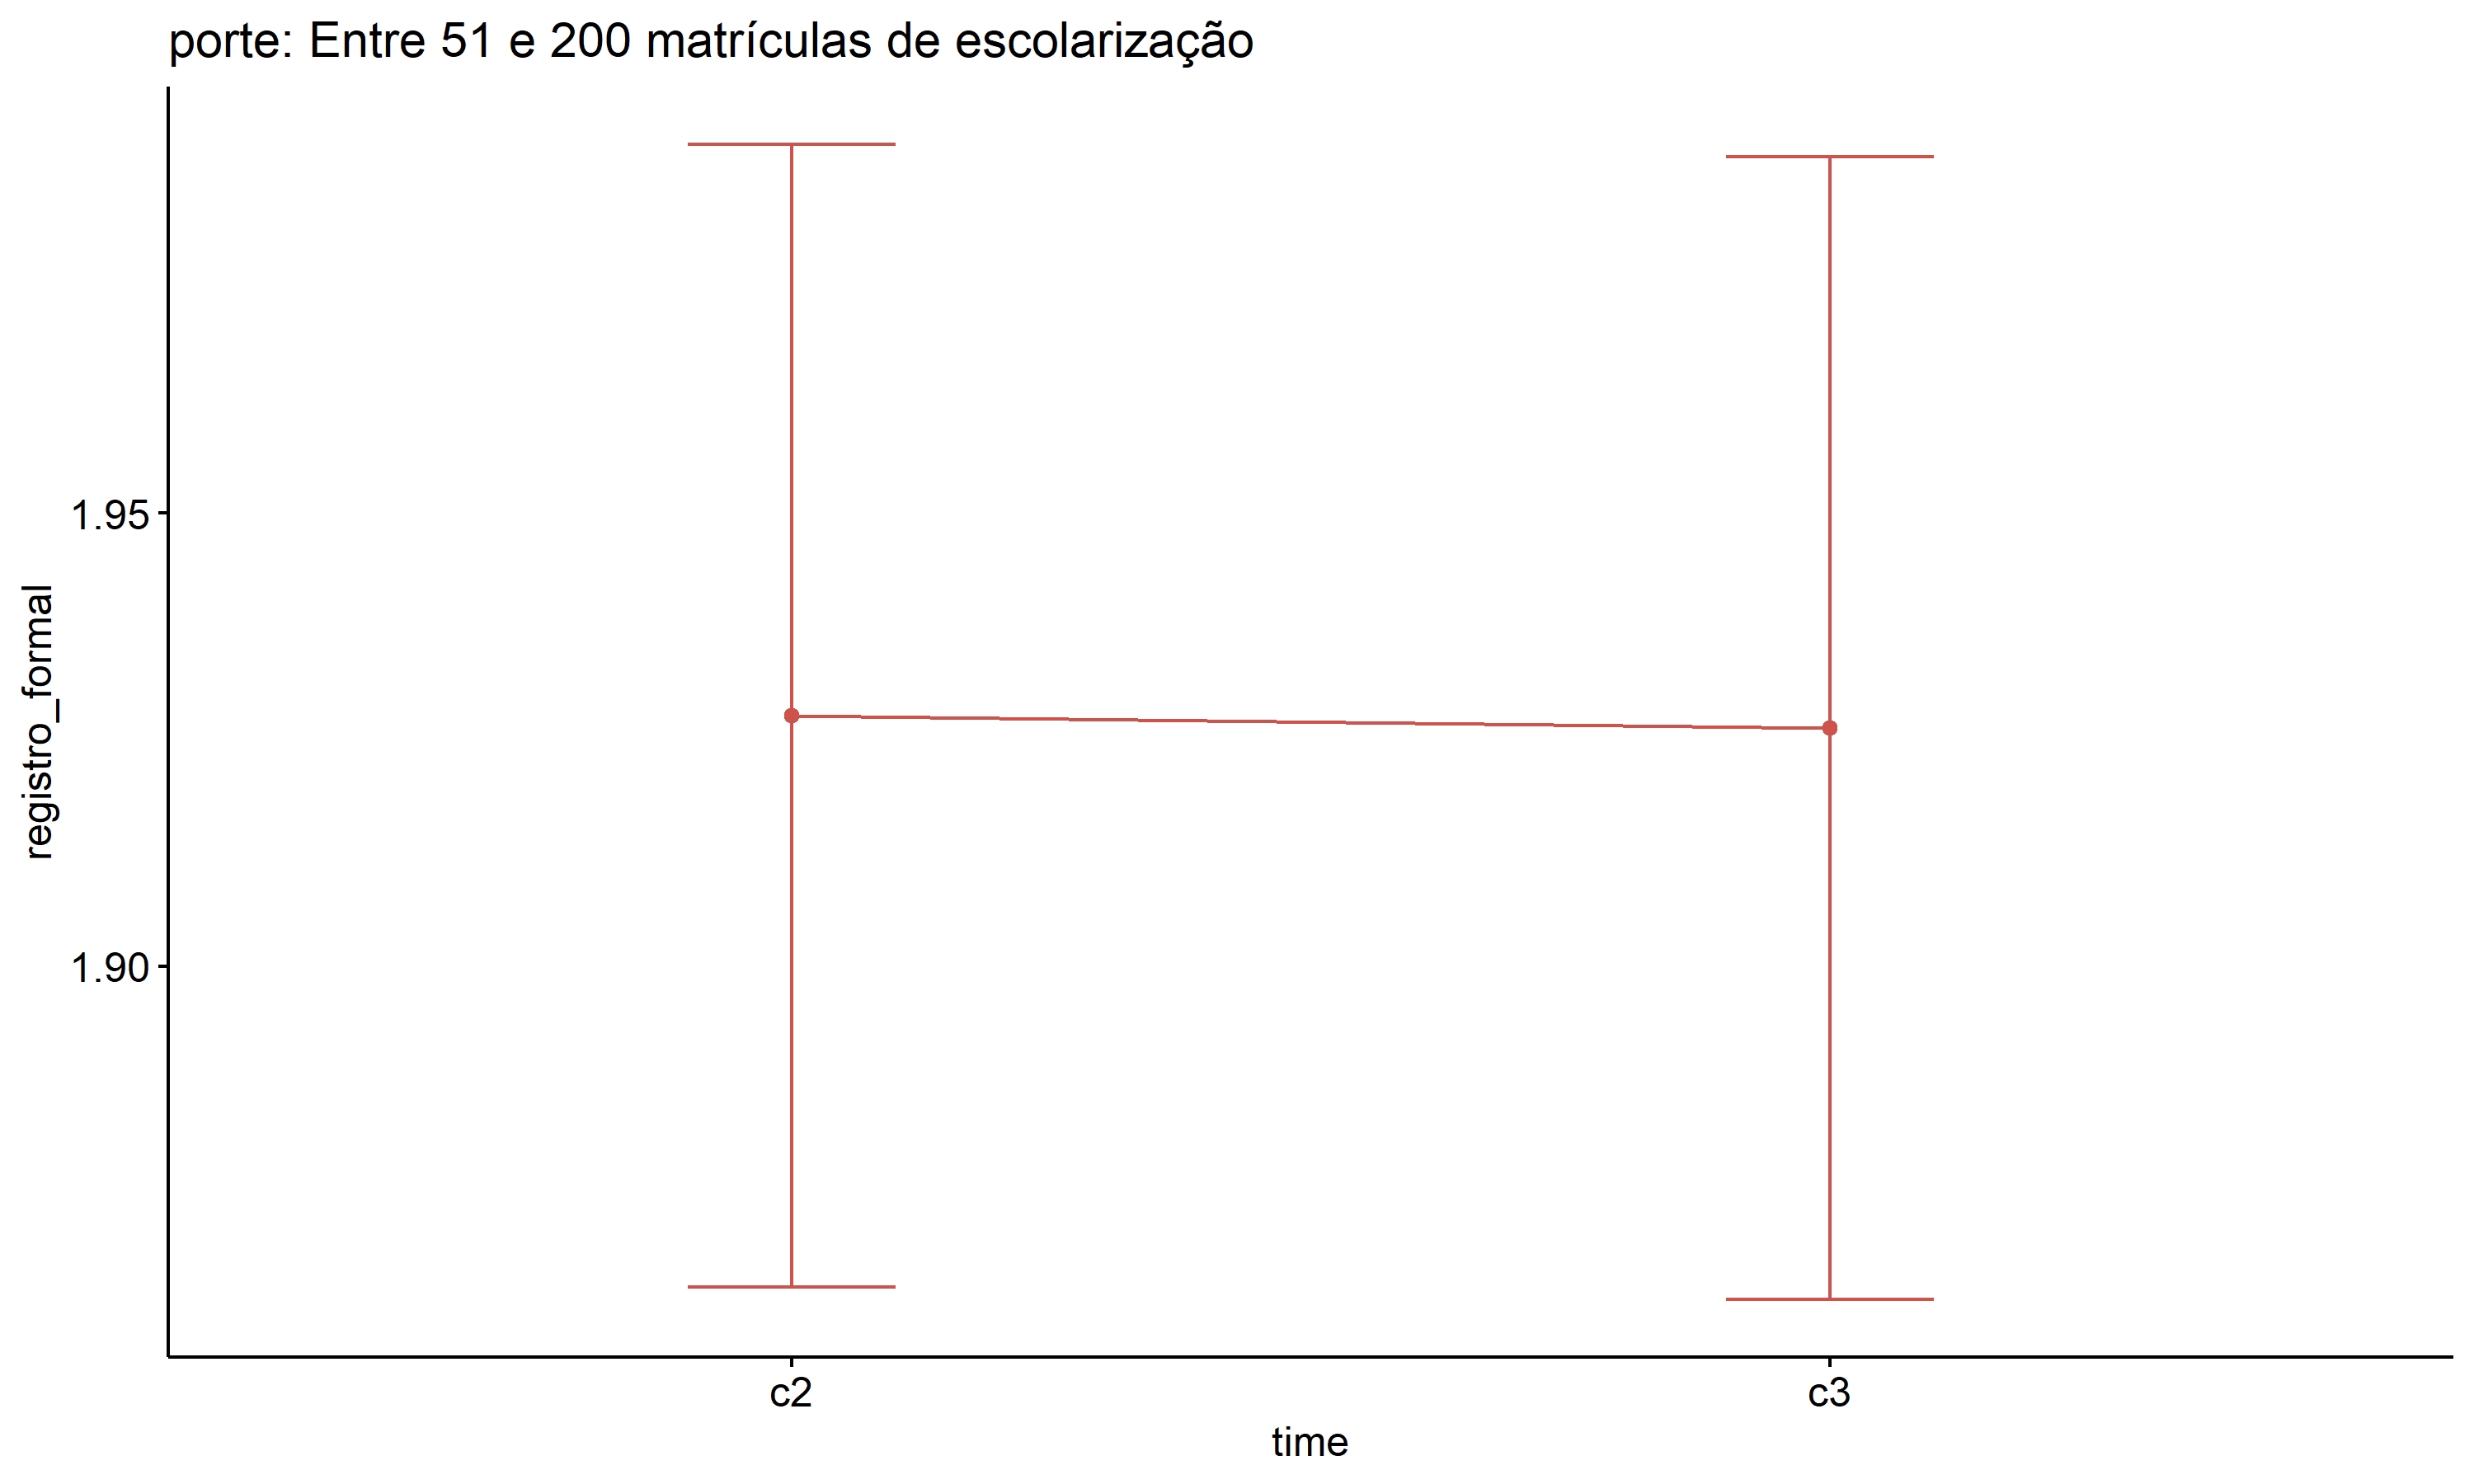 porte: Entre 51 e 200 matrículas de escolarização
registro_formal
1.95
1.90
c2
c3
time